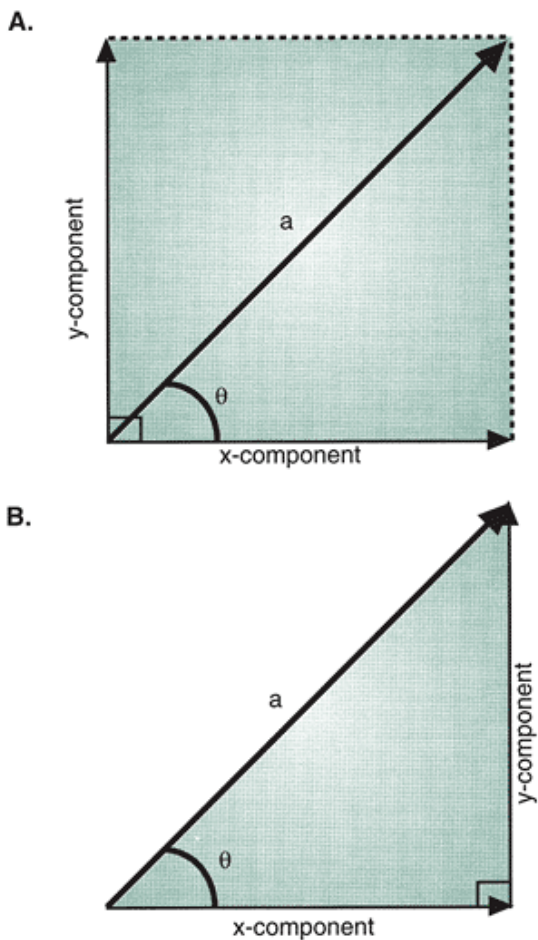 A.
y-component
a
θ
x-component
B.
a
y-component
θ
x-component